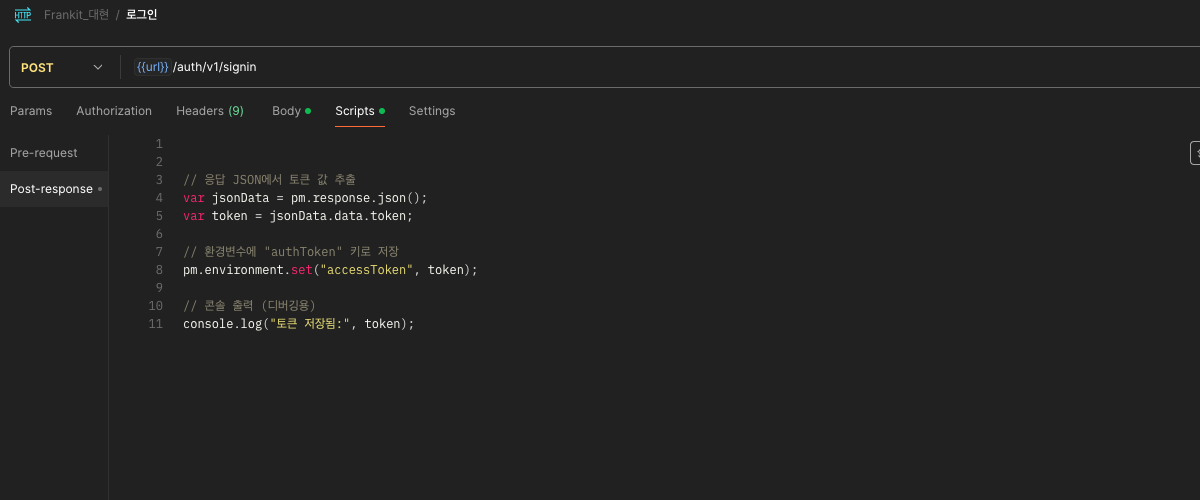 HTTP Frankit_대현 / 로그인
POST {{url}}/auth/v1/signin
Params Authorization Headers (9) Body Scripts Settings
Pre-request
Post-response
1
2
3 // 응답 JSON에서 토큰 값 추출
4 var jsonData = pm.response.json();
5 var token = jsonData.data.token;
6
7 // 환경변수에 "authToken" 키로 저장
8 pm.environment.set("accessToken", token);
9
10 // 콘솔 출력 (디버깅용)
11 console.log("토큰 저장됨:", token);